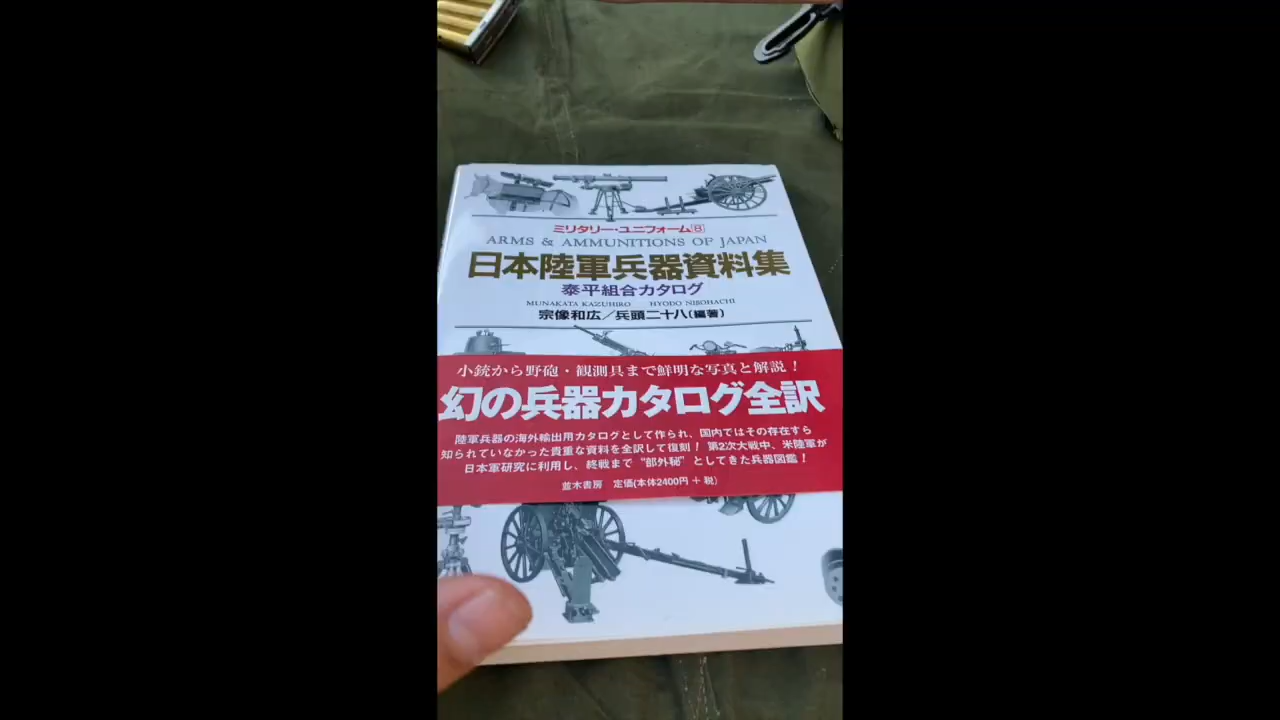 ミリタリー・ユニフォーム8
ARMS & AMMUNITIONS OF JAPAN
日本陸軍兵器資料集
泰平組合カタログ
MUNAKATA KAZUHIRO HYODO NISOHACHI
宗像和広／兵頭二十八(編著)
小銃から野砲・観測具まで鮮明な写真と解説！
幻の兵器カタログ全訳
陸軍兵器の海外輸出用カタログとして作られ、国内ではその存在すら
知られていなかった貴重な資料を全訳して復刻！ 第2次大戦中、米陸軍が
日本軍研究に利用し、終戦まで“部外秘”としてきた兵器図鑑！
並木書房 定価(本体2400円＋税)